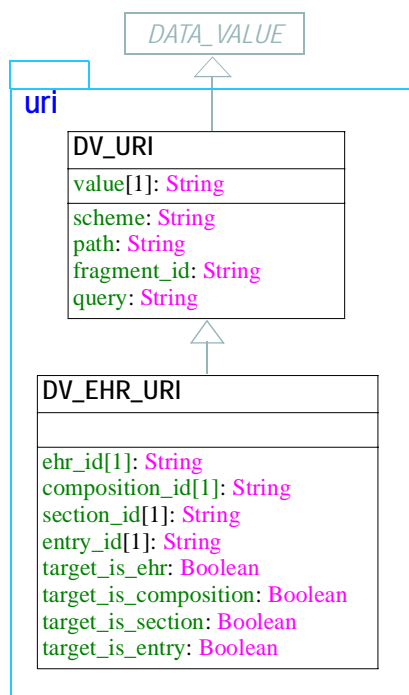 DATA_VALUE
uri
DV_URI
value[1]: String
scheme: String
path: String
fragment_id: String
query: String
DV_EHR_URI
ehr_id[1]: String
composition_id[1]: String
section_id[1]: String
entry_id[1]: String
target_is_ehr: Boolean
target_is_composition: Boolean
target_is_section: Boolean
target_is_entry: Boolean